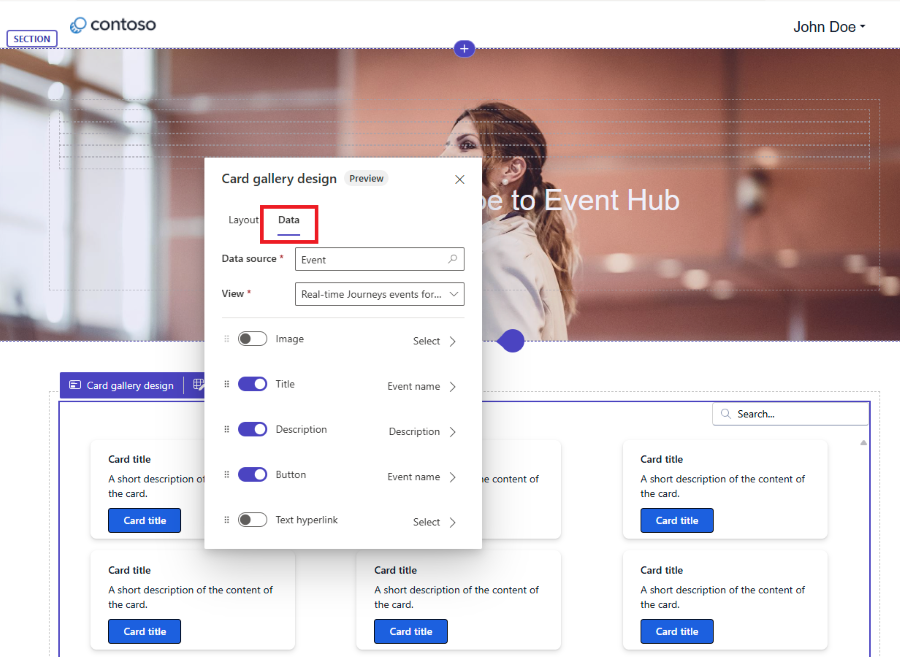 contoso
John Doe
SECTION
Card gallery design Preview
to Event Hub
Layout Data
Data source * Event
View * Real-time Journeys events for...
Image Select
Title Event name
Description Description
Button Event name
Text hyperlink Select
Card gallery design
Search...
Card title
A short description of
the card.
Card title
e content of
Card title
A short description of the content of
the card.
Card title
Card title
A short description of the content of
the card.
Card title
Card title
A short description of the content of
the card.
Card title
Card title
A short description of the content of
the card.
Card title